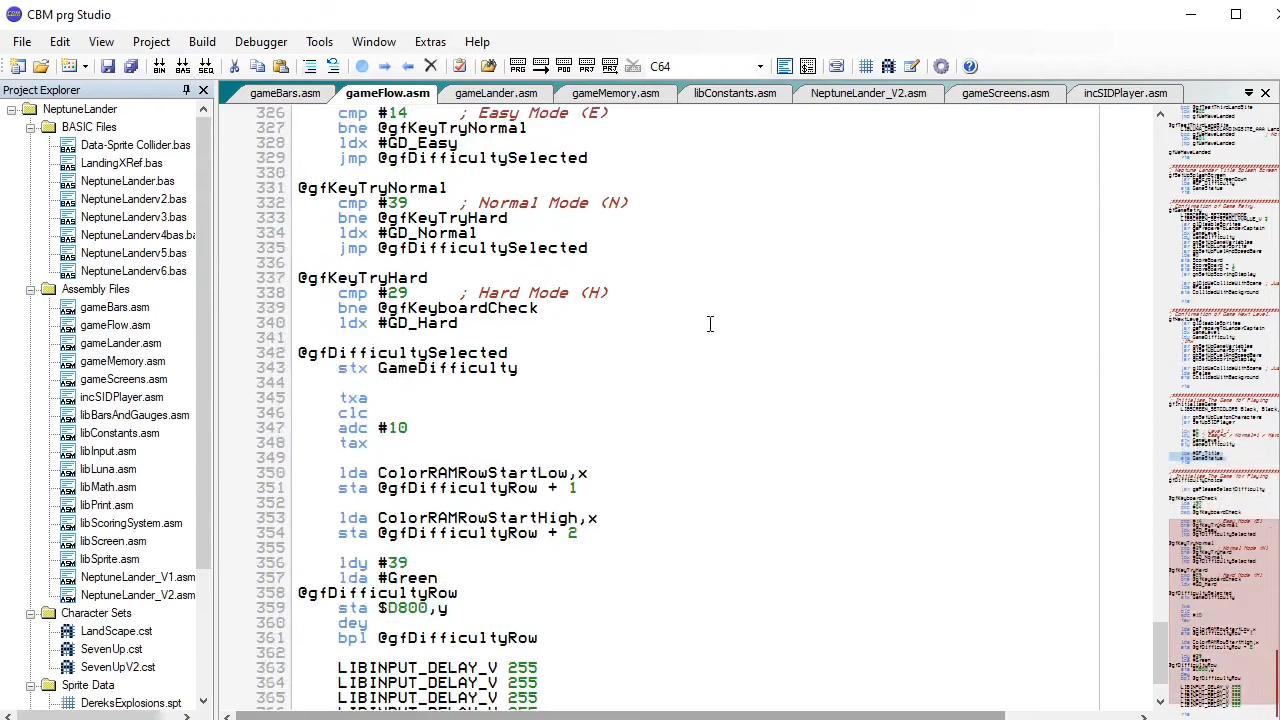 CBM prg Studio
File Edit View Project Build Debugger Tools Window Extras Help
C64
Project Explorer
gameBars.asm gameFlow.asm gameLander.asm gameMemory.asm libConstants.asm NeptuneLander_V2.asm gameScreens.asm incSIDPlayer.asm
NeptuneLander
BASIC Files
Data-Sprite Collider.bas
LandingXRef.bas
NeptuneLander.bas
NeptuneLanderv2.bas
NeptuneLanderv3.bas
NeptuneLanderv4bas.ba
NeptuneLanderv5.bas
NeptuneLanderv6.bas
Assembly Files
gameBars.asm
gameFlow.asm
gameLander.asm
gameMemory.asm
gameScreens.asm
incSIDPlayer.asm
libBarsAndGauges.asm
libConstants.asm
libInput.asm
libLuna.asm
libMath.asm
libPrint.asm
libScoringSystem.asm
libScreen.asm
libSprite.asm
NeptuneLander_V1.asm
NeptuneLander_V2.asm
Character Sets
LandScape.cst
SevenUp.cst
SevenUpV2.cst
Sprite Data
DereksExplosions.spt
326 cmp #14 ; Easy Mode (E)
327 bne @gfKeyTryNormal
328 ldx #GD_Easy
329 jmp @gfDifficultySelected
330
331 @gfKeyTryNormal
332 cmp #39 ; Normal Mode (N)
333 bne @gfKeyTryHard
334 ldx #GD_Normal
335 jmp @gfDifficultySelected
336
337 @gfKeyTryHard
338 cmp #29 ; Hard Mode (H)
339 bne @gfKeyboardCheck
340 ldx #GD_Hard
341
342 @gfDifficultySelected
343 stx GameDifficulty
344
345 txa
346 clc
347 adc #10
348 tax
349
350 lda ColorRAMRowStartLow,x
351 sta @gfDifficultyRow + 1
352
353 lda ColorRAMRowStartHigh,x
354 sta @gfDifficultyRow + 2
355
356 ldy #39
357 lda #Green
358 @gfDifficultyRow
359 sta $D800,y
360 dey
361 bpl @gfDifficultyRow
362
363 LIBINPUT_DELAY_V 255
364 LIBINPUT_DELAY_V 255
365 LIBINPUT_DELAY_V 255